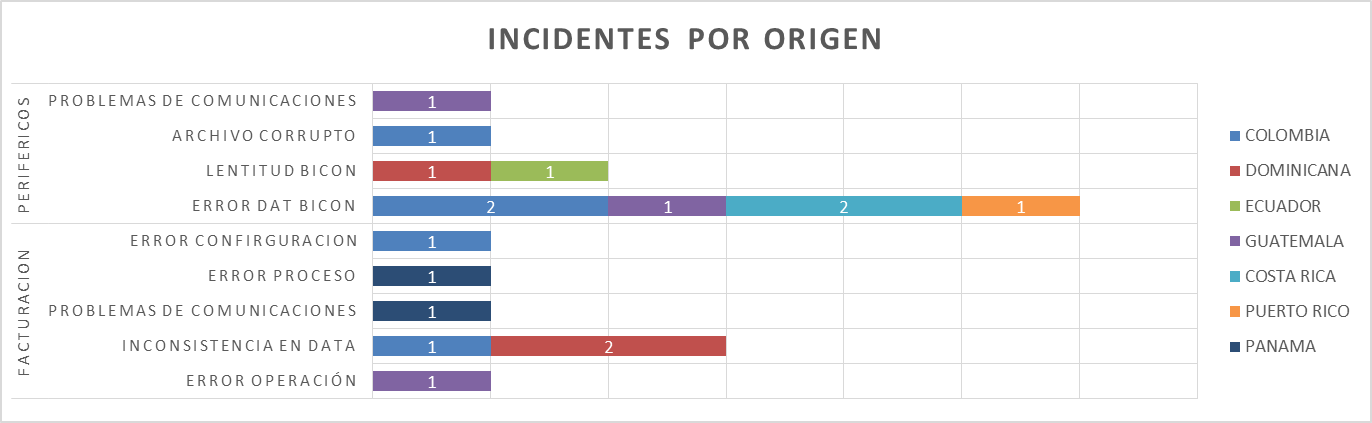 INCIDENTES POR ORIGEN
PERIFERICOS
PROBLEMAS DE COMUNICACIONES 1
ARCHIVO CORRUPTO 1
LENTITUD BICON 1 1
ERROR DAT BICON 2 1 2 1
FACTURACION
ERROR CONFIRGURACION 1
ERROR PROCESO 1
PROBLEMAS DE COMUNICACIONES 1
INCONSISTENCIA EN DATA 1 2
ERROR OPERACIÓN 1
COLOMBIA
DOMINICANA
ECUADOR
GUATEMALA
COSTA RICA
PUERTO RICO
PANAMA